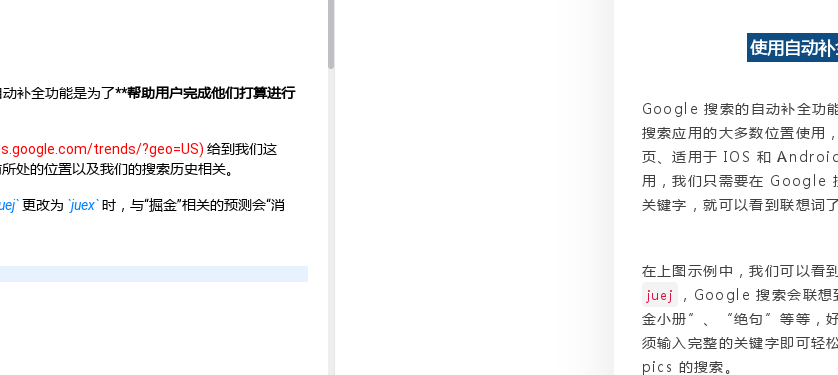 自动补全功能是为了**帮助用户完成他们打算进行
s.google.com/trends/?geo=US) 给到我们这
前所处的位置以及我们的搜索历史相关。
uej` 更改为 `juex` 时，与“掘金”相关的预测会“消
使用自动补全
Google 搜索的自动补全功能
搜索应用的大多数位置使用，
页、适用于 IOS 和 Android
用，我们只需要在 Google 搜
关键字，就可以看到联想词了
在上图示例中，我们可以看到
juej ，Google 搜索会联想到
金小册”、“绝句”等等，好
须输入完整的关键字即可轻松
pics 的搜索。